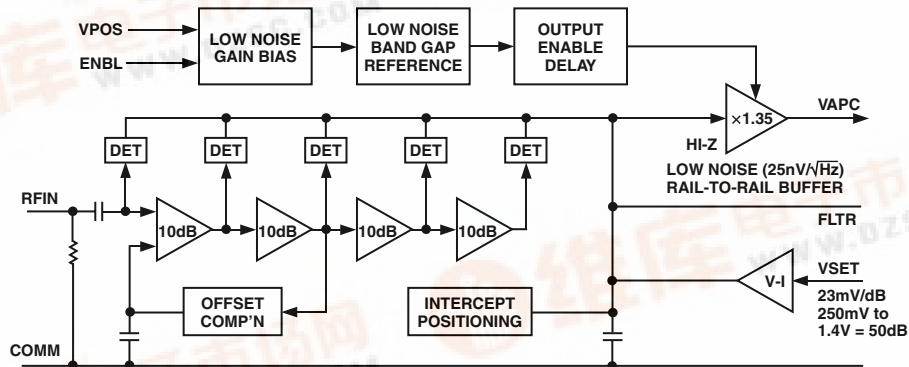 VPOS
ENBL
LOW NOISE
GAIN BIAS
LOW NOISE
BAND GAP
REFERENCE
OUTPUT
ENABLE
DELAY
×1.35
VAPC
HI-Z
LOW NOISE (25nV/√Hz)
RAIL-TO-RAIL BUFFER
DET
DET
DET
DET
DET
RFIN
10dB
10dB
10dB
10dB
FLTR
V-I
VSET
23mV/dB
250mV to
1.4V = 50dB
OFFSET
COMP'N
INTERCEPT
POSITIONING
COMM